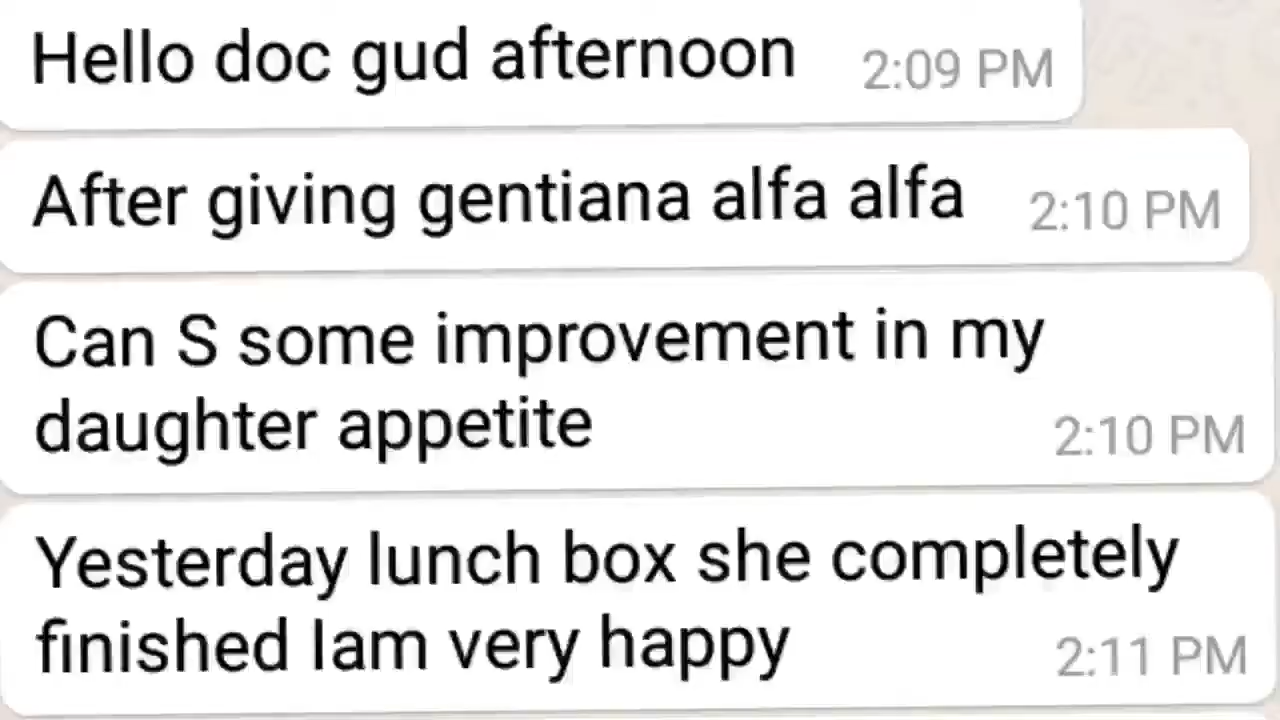 Hello doc gud afternoon 2:09 PM
After giving gentiana alfa alfa 2:10 PM
Can S some improvement in my
daughter appetite 2:10 PM
Yesterday lunch box she completely
finished Iam very happy 2:11 PM